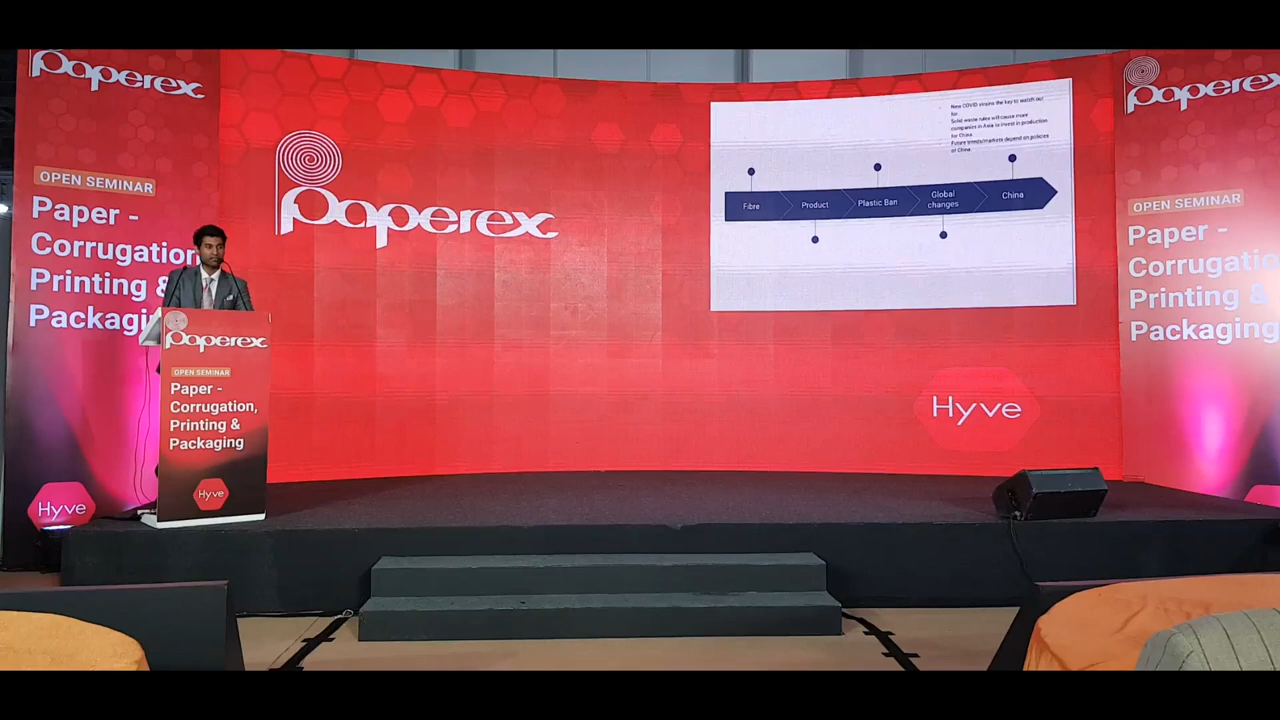 Paperex
OPEN SEMINAR
Paper -
Corrugation
Printing &
Packagi
Hyve
Paperex
OPEN SEMINAR
Paper -
Corrugation,
Printing &
Packaging
Hyve
Paperex
New COVID strains the key to watch out
for.
Solid waste rules will cause more
companies in Asia to invest in production
for China.
Future trends/markets depend on policies
of China.
Fibre
Product
Plastic Ban
Global
changes
China
Hyve
Paperex
OPEN SEMINAR
Paper -
Corrugatio
Printing &
Packaging